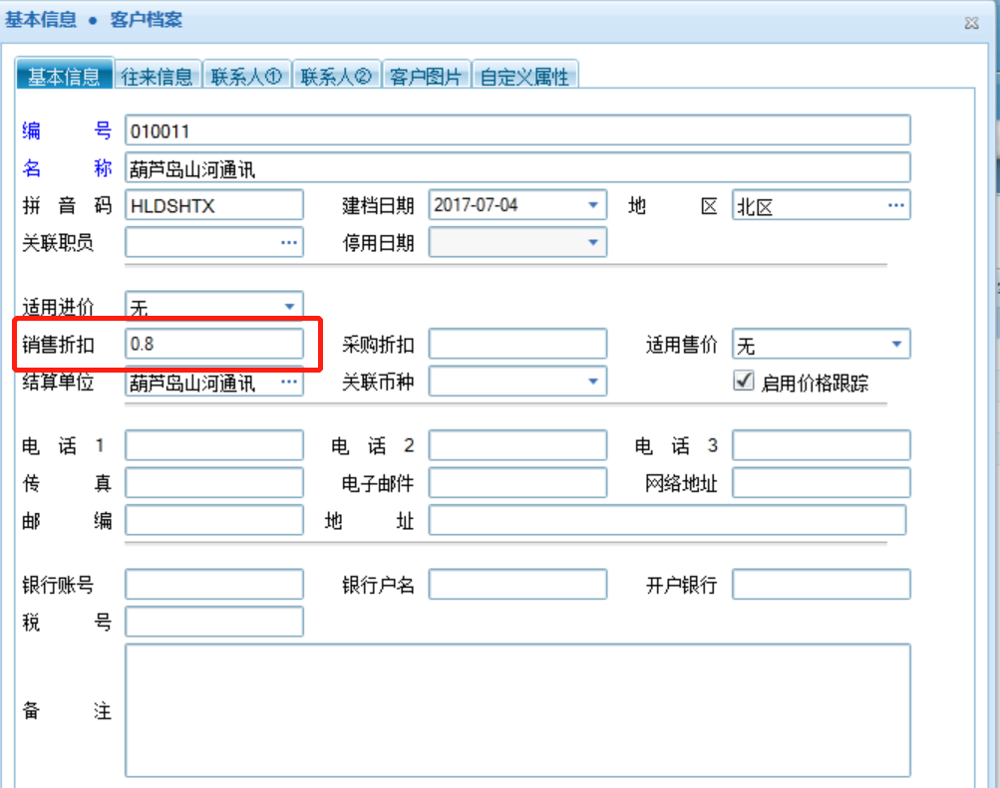 基本信息 ● 客户档案
基本信息 往来信息 联系人① 联系人② 客户图片 自定义属性
编号 010011
名称 葫芦岛山河通讯
拼音码 HLDSHTX 建档日期 2017-07-04 地区 北区 ...
关联职员 ... 停用日期
适用进价 无
销售折扣 0.8 采购折扣 适用售价 无
结算单位 葫芦岛山河通讯 ... 关联币种 启用价格跟踪
电话1 电话2 电话3
传真 电子邮件 网络地址
邮编 地址
银行账号 银行户名 开户银行
税号
备注